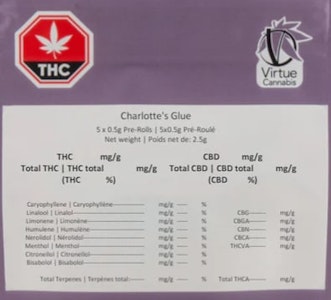 THC
Virtue
Cannabis
Charlotte's Glue
5 x 0.5g Pre-Rolls | 5x0.5g Pré-Roulé
Net weight | Poids net de: 2.5g
THC mg/g CBD mg/g
Total THC | THC total mg/g Total CBD | CBD total mg/g
(THC %) (CBD %)
Caryophyllene | Caryophyllène------ mg/g ----- %
Linalool | Linalol------ mg/g ----- % CBG------ mg/g
Limonene | Limonène------ mg/g ----- % CBGA------ mg/g
Humulene | Humulène------ mg/g ----- % CBN------ mg/g
Nerolidol | Nérolidol------ mg/g ----- % CBCA------ mg/g
Menthol | Menthol------ mg/g ----- % THCVA------ mg/g
Citronellol | Citronellol------ mg/g ----- %
Bisabolol | Bisabolol------ mg/g ----- %
Total Terpenes | Terpènes total:------ mg/g ----- % Total THCA------ mg/g